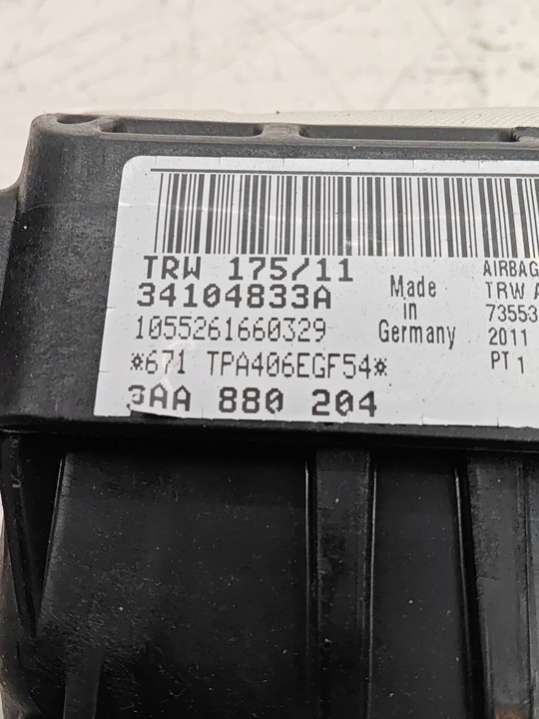 TRW 175/11
34104833A
1055261660329
*671 TPA406EGF54*
3AA 880 204
Made
in
Germany
AIRBAG
TRW A
73553
2011
PT 1